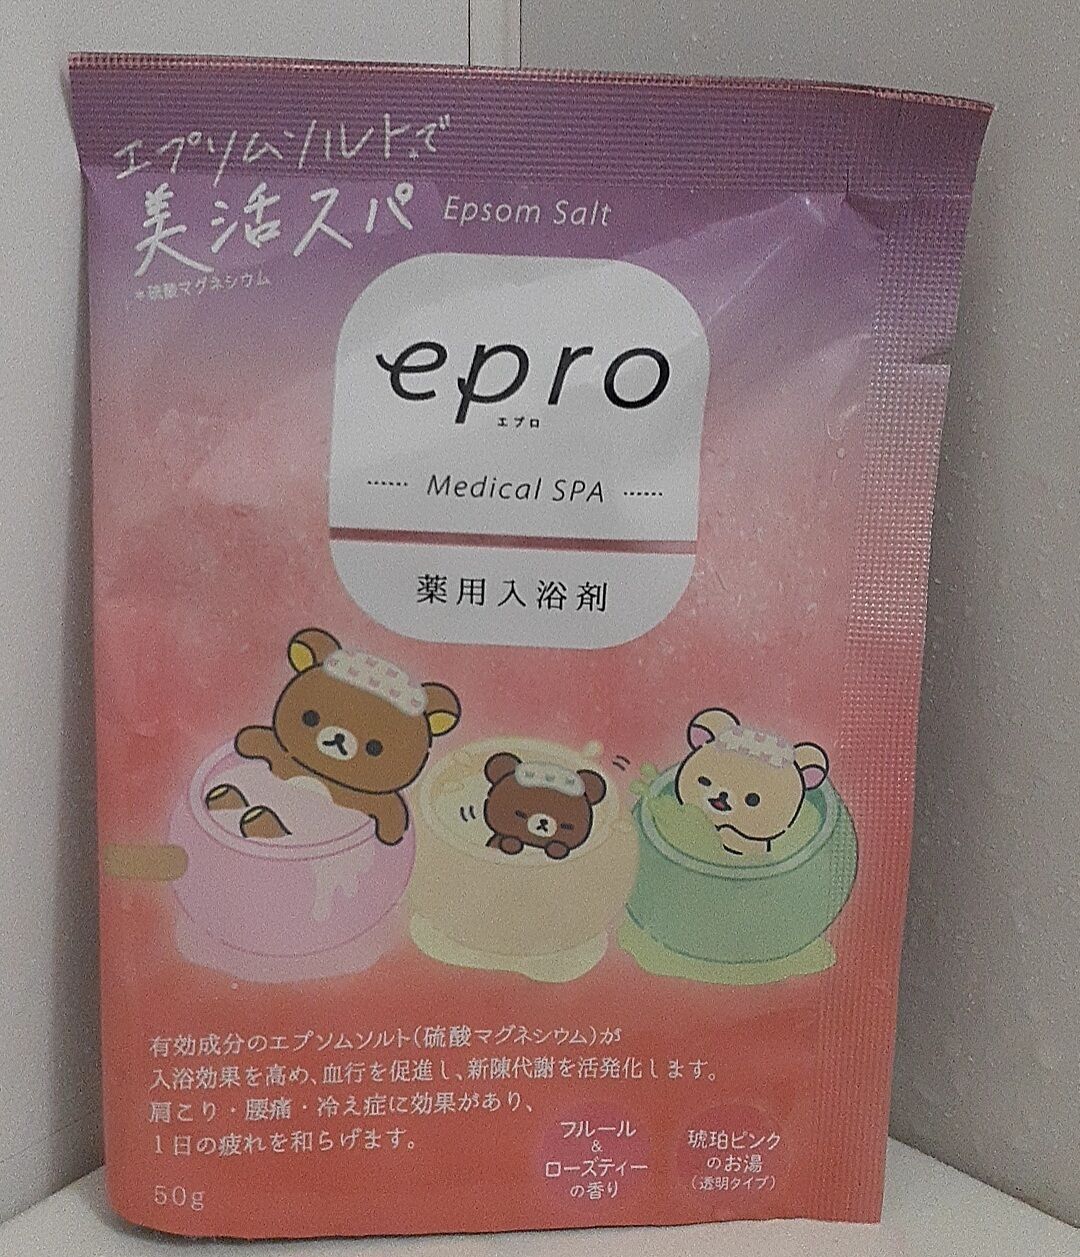 エプソムソルト*で
美活スパ
Epsom Salt
*硫酸マグネシウム
epro
エプロ
Medical SPA
薬用入浴剤
有効成分のエプソムソルト(硫酸マグネシウム)が
入浴効果を高め、血行を促進し、新陳代謝を活発化します。
肩こり・腰痛・冷え症に効果があり、
1日の疲れを和らげます。
50g
フルール
&
ローズティー
の香り
琥珀ピンク
のお湯
(透明タイプ)